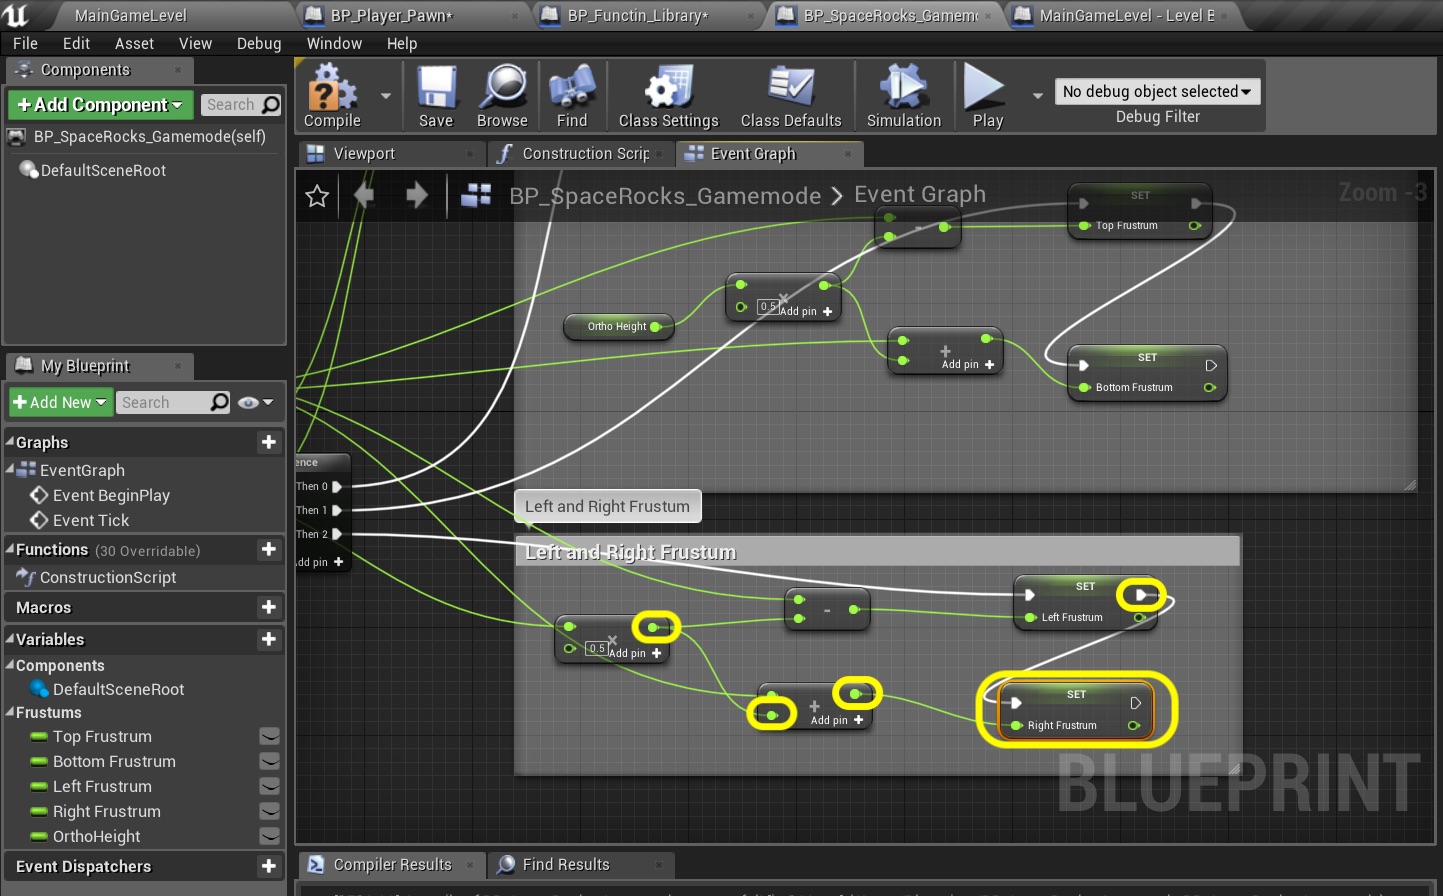 MainGameLevel
BP_Player_Pawn*
BP_Functin_Library*
BP_SpaceRocks_Gamem
MainGameLevel - Level B
File Edit Asset View Debug Window Help
Components
+Add Component
Search
BP_SpaceRocks_Gamemode(self)
DefaultSceneRoot
Compile
Save
Browse
Find
Class Settings
Class Defaults
Simulation
Play
No debug object selected
Debug Filter
Viewport
Construction Scrip
Event Graph
BP_SpaceRocks_Gamemode > Event Graph
Zoom -3
My Blueprint
+Add New
Search
Graphs
EventGraph
Event BeginPlay
Event Tick
Functions (30 Overridable)
ConstructionScript
Macros
Variables
Components
DefaultSceneRoot
Frustums
Top Frustrum
Bottom Frustrum
Left Frustrum
Right Frustrum
OrthoHeight
Event Dispatchers
SET
Top Frustrum
-
0.5
×
Add pin +
Ortho Height
+
Add pin +
SET
Bottom Frustrum
ence
Then 0
Then 1
Then 2
dd pin +
Left and Right Frustrum
Left and Right Frustrum
-
SET
Left Frustrum
0.5
×
Add pin +
+
Add pin +
SET
Right Frustrum
BLUEPRINT
Compiler Results
Find Results